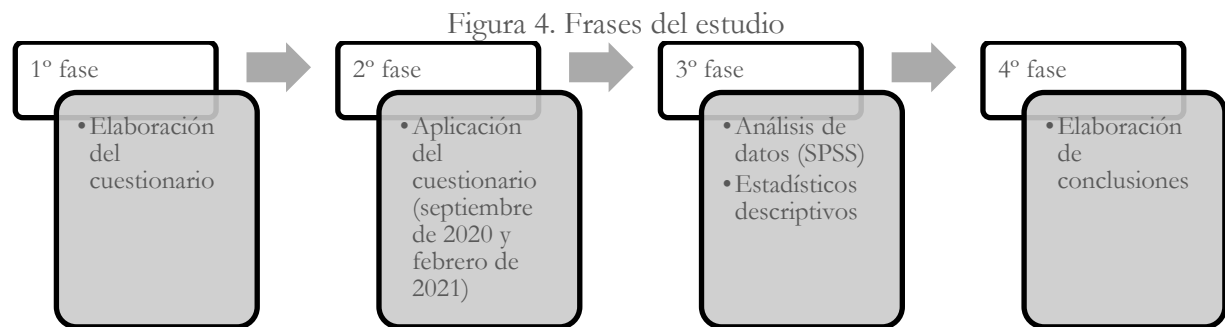 Figura 4. Frases del estudio
1º fase
•Elaboración
del
cuestionario
2º fase
•Aplicación
del
cuestionario
(septiembre
de 2020 y
febrero de
2021)
3º fase
•Análisis de
datos (SPSS)
•Estadísticos
descriptivos
4º fase
•Elaboración
de
conclusiones